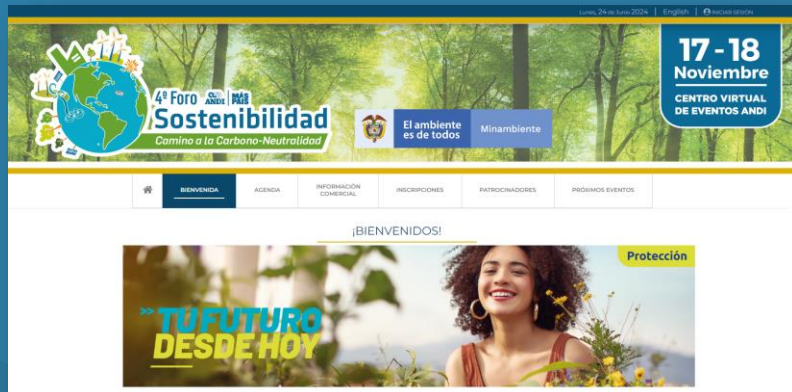 Lunes, 24 de Junio 2024 | English | INICIAR SESIÓN
17 - 18
Noviembre
CENTRO VIRTUAL
DE EVENTOS ANDI
4º Foro ANDI MÁS PAÍS
Sostenibilidad
Camino a la Carbono-Neutralidad
El ambiente
es de todos
Minambiente
BIENVENIDA
AGENDA
INFORMACIÓN
COMERCIAL
INSCRIPCIONES
PATROCINADORES
PRÓXIMOS EVENTOS
¡BIENVENIDOS!
Protección
>> TU FUTURO
DESDE HOY